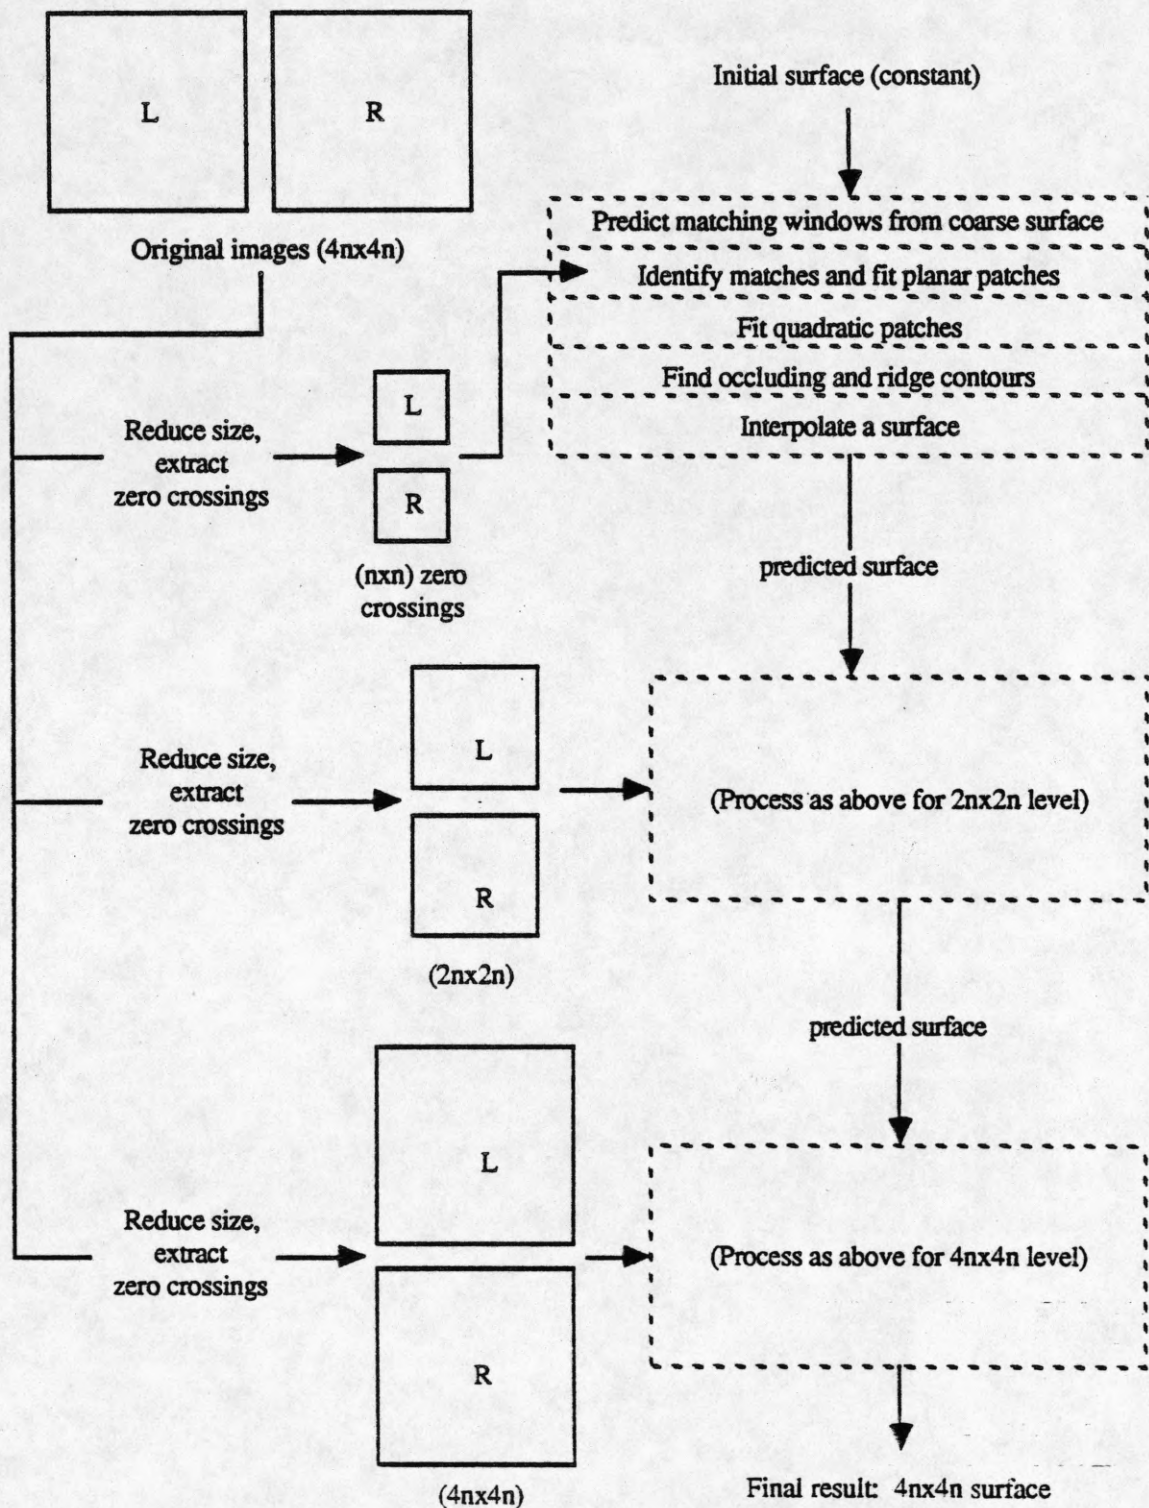 L
R
Original images (4nx4n)
Initial surface (constant)
Predict matching windows from coarse surface
Identify matches and fit planar patches
Fit quadratic patches
Find occluding and ridge contours
Interpolate a surface
Reduce size,
extract
zero crossings
L
R
(nxn) zero
crossings
predicted surface
Reduce size,
extract
zero crossings
L
R
(2nx2n)
(Process as above for 2nx2n level)
predicted surface
Reduce size,
extract
zero crossings
L
R
(4nx4n)
(Process as above for 4nx4n level)
Final result: 4nx4n surface